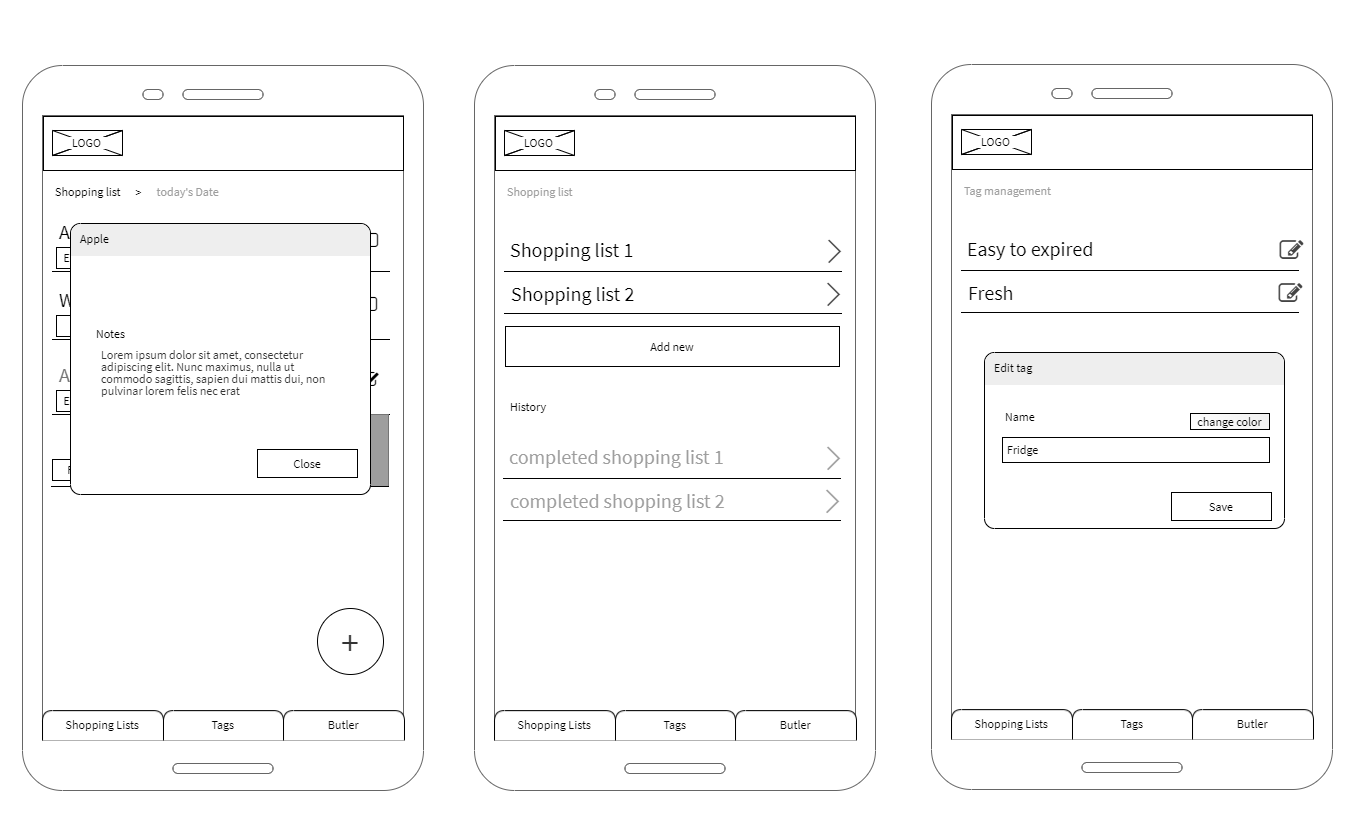 LOGO
Shopping list > today's Date
A
E
Apple
W
Notes
Lorem ipsum dolor sit amet, consectetur
adipiscing elit. Nunc maximus, nulla ut
commodo sagittis, sapien dui mattis dui, non
pulvinar lorem felis nec erat
A
E
Close
+
Shopping Lists
Tags
Butler
LOGO
Shopping list
Shopping list 1
Shopping list 2
Add new
History
completed shopping list 1
completed shopping list 2
Shopping Lists
Tags
Butler
LOGO
Tag management
Easy to expired
Fresh
Edit tag
Name
change color
Fridge
Save
Shopping Lists
Tags
Butler